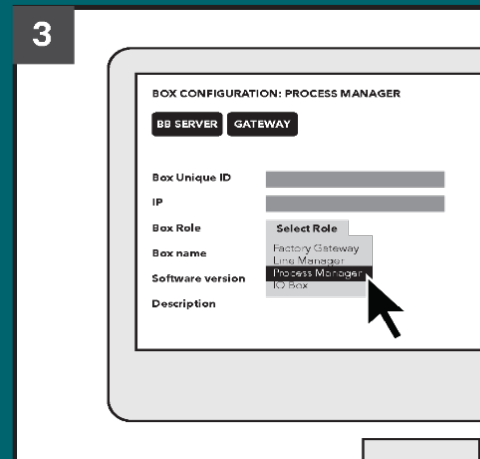 3
BOX CONFIGURATION: PROCESS MANAGER
BB SERVER GATEWAY
Box Unique ID
IP
Box Role Select Role
Factory Gateway
Line Manager
Box name
Process Manager
Software version
IO Box
Description